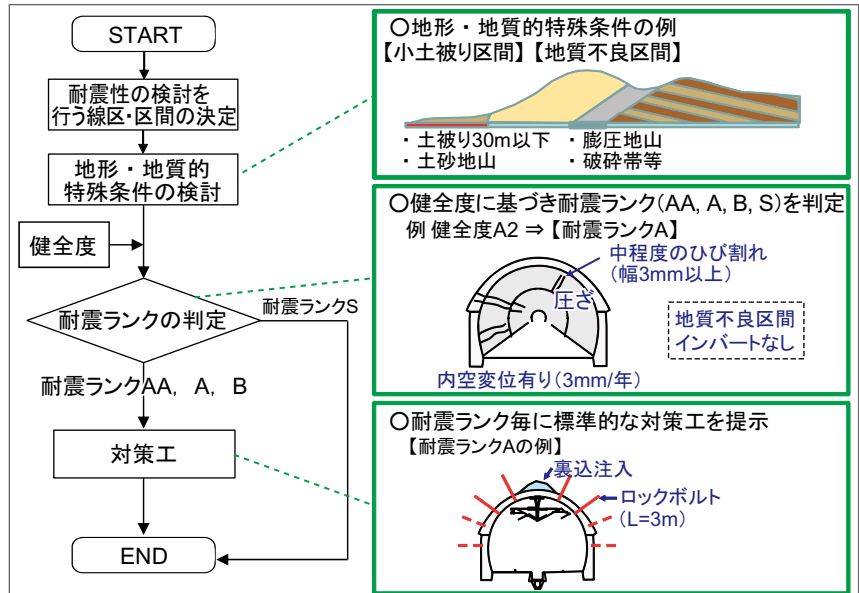 START
耐震性の検討を
行う線区・区間の決定
地形・地質的
特殊条件の検討
健全度
耐震ランクの判定
耐震ランクS
耐震ランクAA, A, B
対策工
END
○地形・地質的特殊条件の例
【小土被り区間】【地質不良区間】
・土被り30m以下 ・膨圧地山
・土砂地山 ・破砕帯等
○健全度に基づき耐震ランク(AA, A, B, S)を判定
例 健全度A2 ⇒【耐震ランクA】
中程度のひび割れ
(幅3mm以上)
圧ざ
地質不良区間
インバートなし
内空変位有り(3mm/年)
○耐震ランク毎に標準的な対策工を提示
【耐震ランクAの例】
裏込注入
ロックボルト
(L=3m)